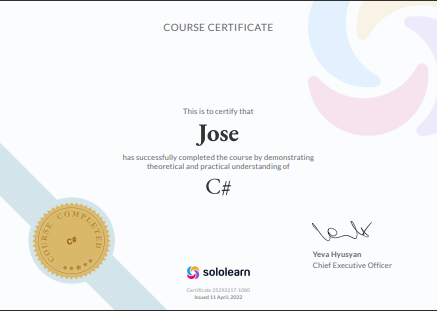 COURSE CERTIFICATE
This is to certify that
Jose
has successfully completed the course by demonstrating
theoretical and practical understanding of
C#
COURSE COMPLETED
C#
Yeva Hyusyan
Chief Executive Officer
sololearn
Certificate 25293217-1080
Issued 11 April, 2022